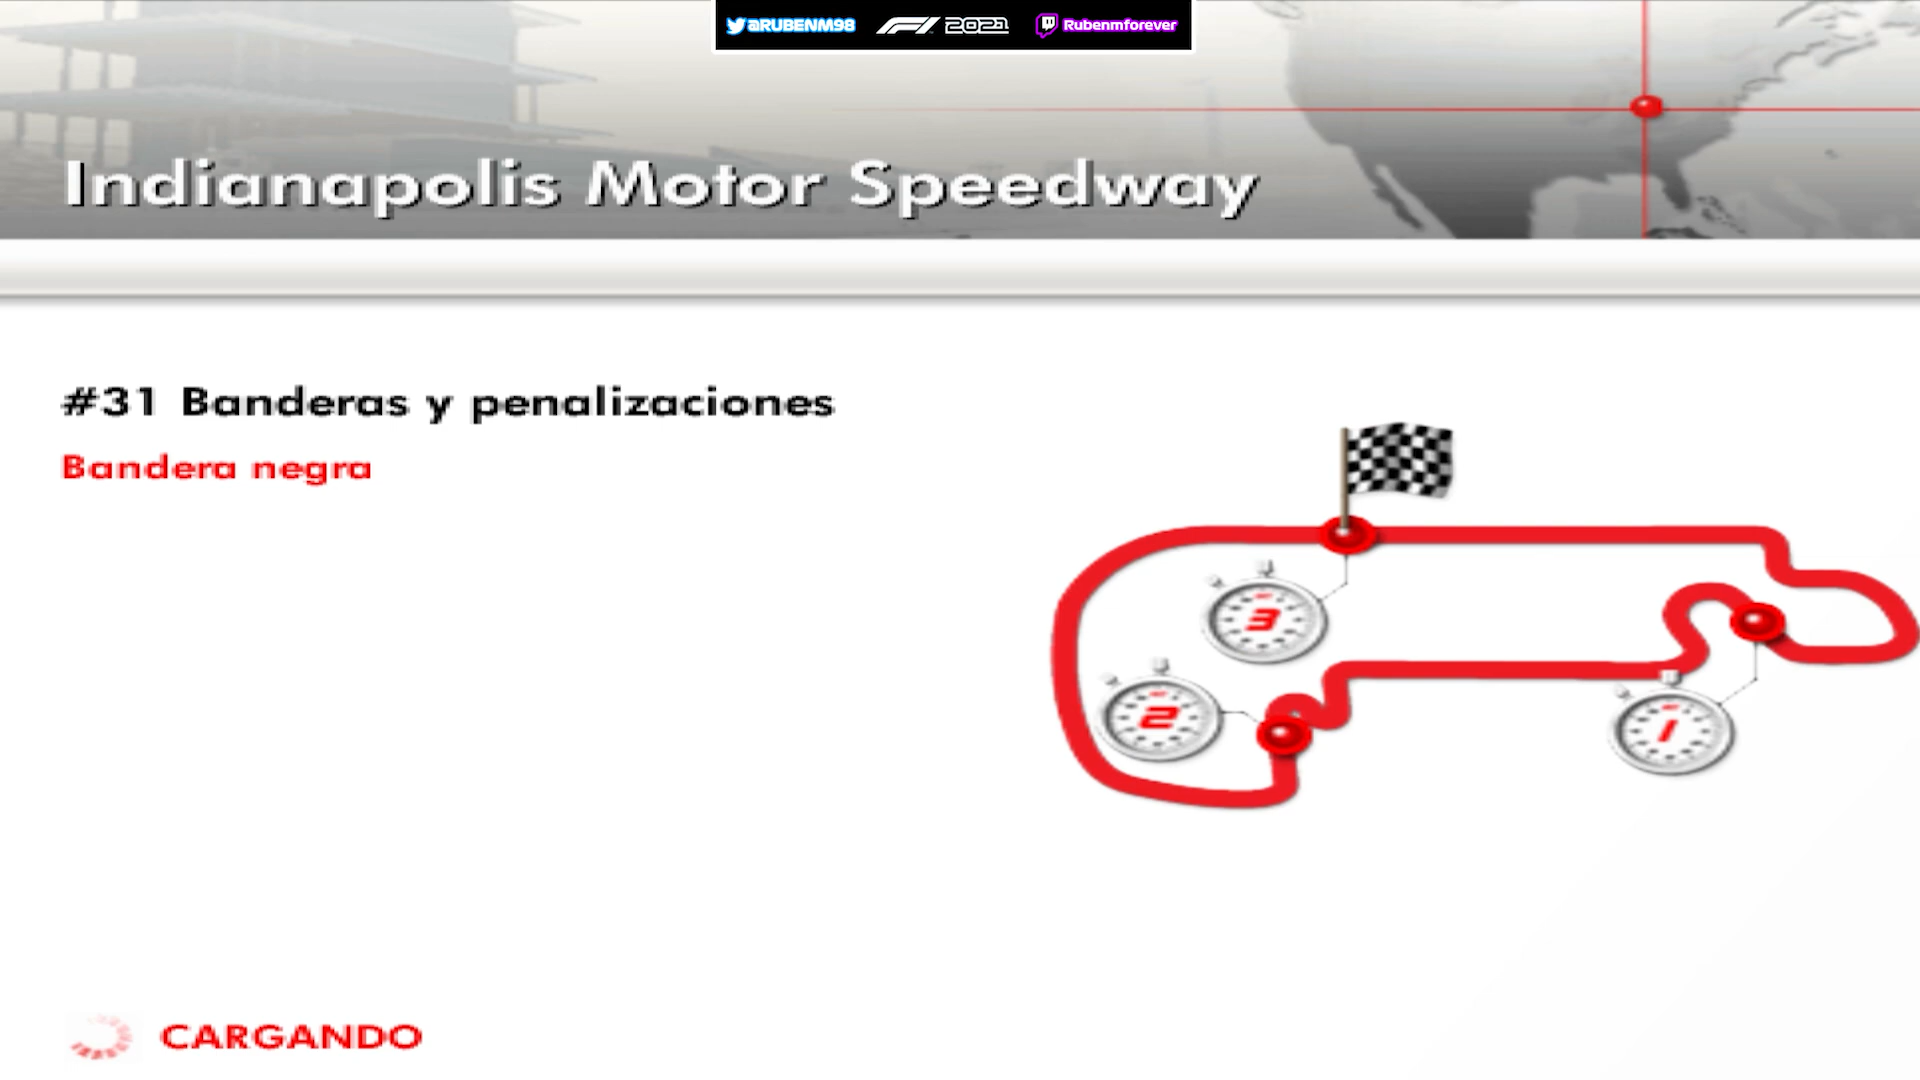 @RUBENM98 F1 2021 Rubenmforever
Indianapolis Motor Speedway
#31 Banderas y penalizaciones
Bandera negra
3
2
1
CARGANDO